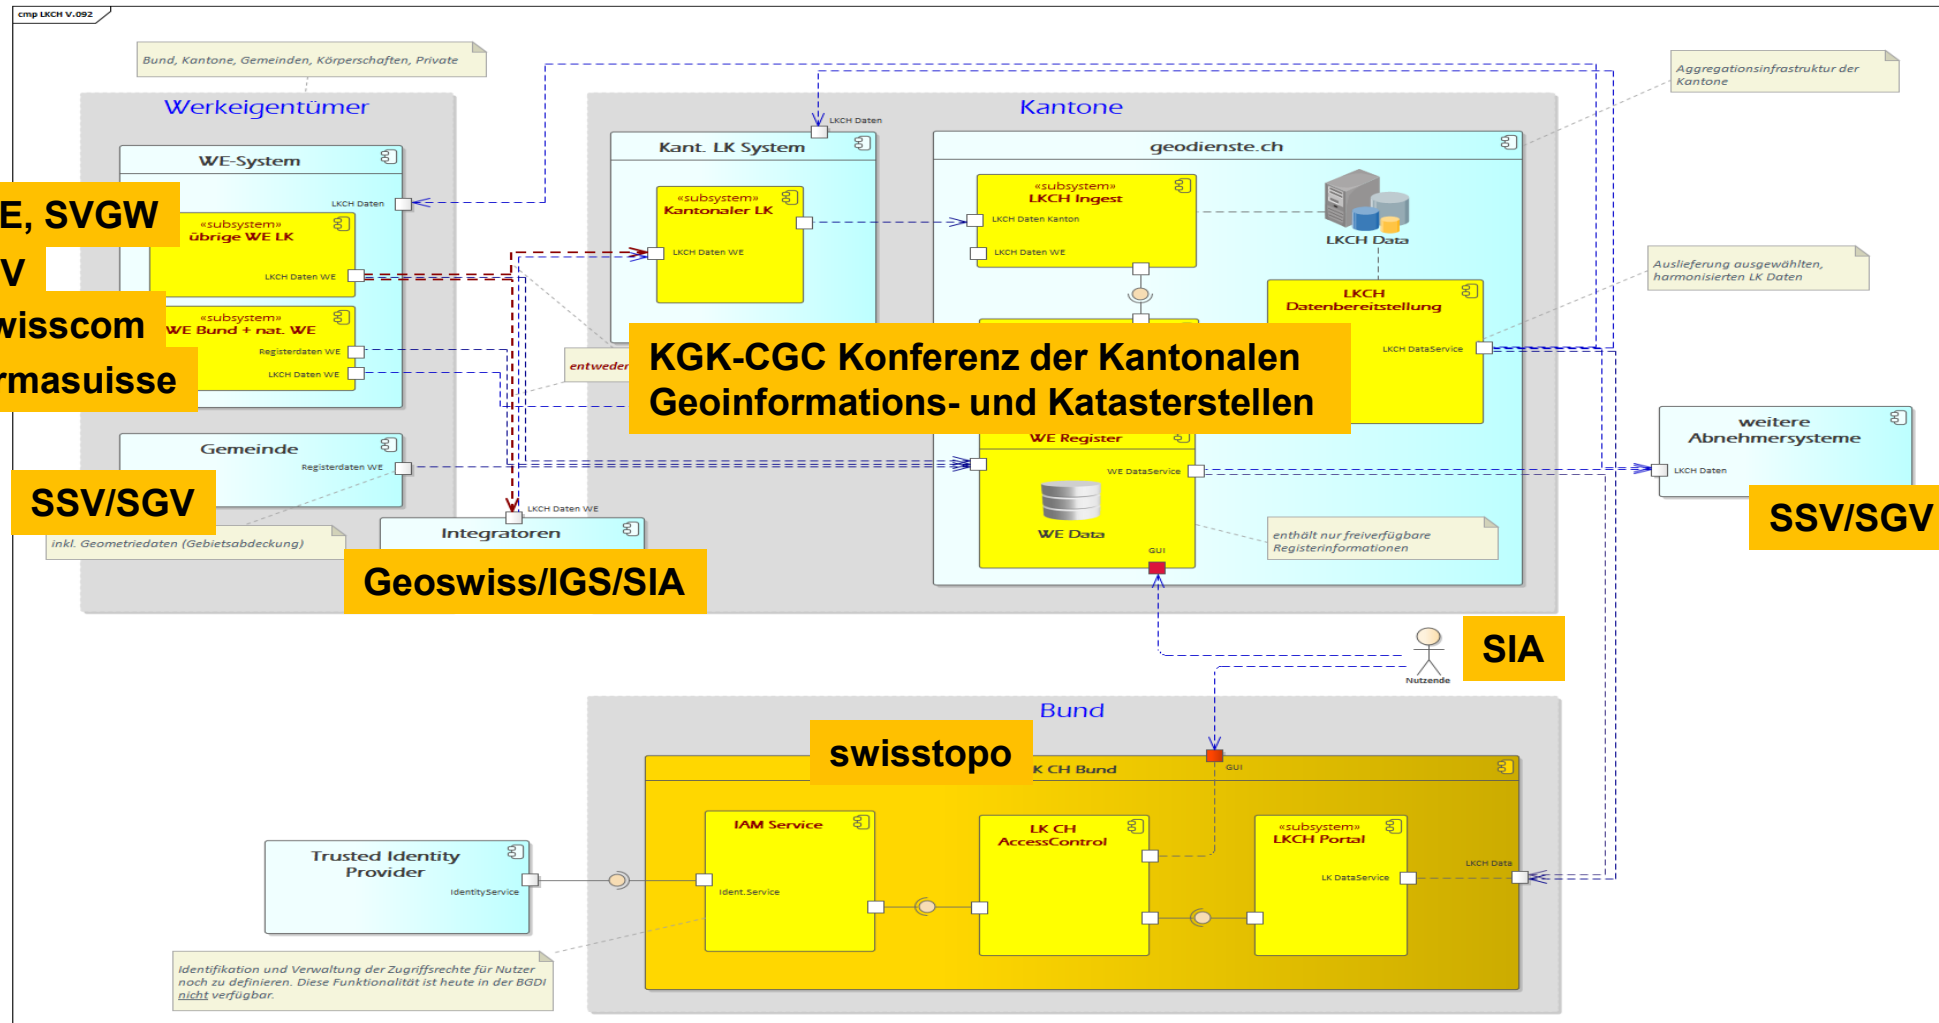 cmp LKCH V.092
Bund, Kantone, Gemeinden, Körperschaften, Private
Aggregationsinfrastruktur der
Kantone
Werkeigentümer
Kantone
LKCH Daten
WE-System
Kant. LK System
geodienste.ch
LKCH Daten
«subsystem»
übrige WE LK
LKCH Daten WE
«subsystem»
Kantonaler LK
LKCH Daten WE
«subsystem»
LKCH Ingest
LKCH Daten Kanton
LKCH Daten WE
LKCH Data
E, SVGW
V
wisscom
rmasuisse
«subsystem»
WE Bund + nat. WE
Registerdaten WE
LKCH Daten WE
LKCH
Datenbereitstellung
LKCH DataService
Auslieferung ausgewählten,
harmonisierten LK Daten
entweder
KGK-CGC Konferenz der Kantonalen
Geoinformations- und Katasterstellen
Gemeinde
Registerdaten WE
SSV/SGV
inkl. Geometriedaten (Gebietsabdeckung)
WE Register
WE DataService
WE Data
GUI
enthält nur freiverfügbare
Registerinformationen
weitere
Abnehmersysteme
LKCH Daten
SSV/SGV
LKCH Daten WE
Integratoren
Geoswiss/IGS/SIA
SIA
Nutzende
Bund
swisstopo
K CH Bund
GUI
IAM Service
Ident.Service
LK CH
AccessControl
«subsystem»
LKCH Portal
LK DataService
LKCH Data
Trusted Identity
Provider
IdentityService
Identifikation und Verwaltung der Zugriffsrechte für Nutzer
noch zu definieren. Diese Funktionalität ist heute in der BGDI
nicht verfügbar.